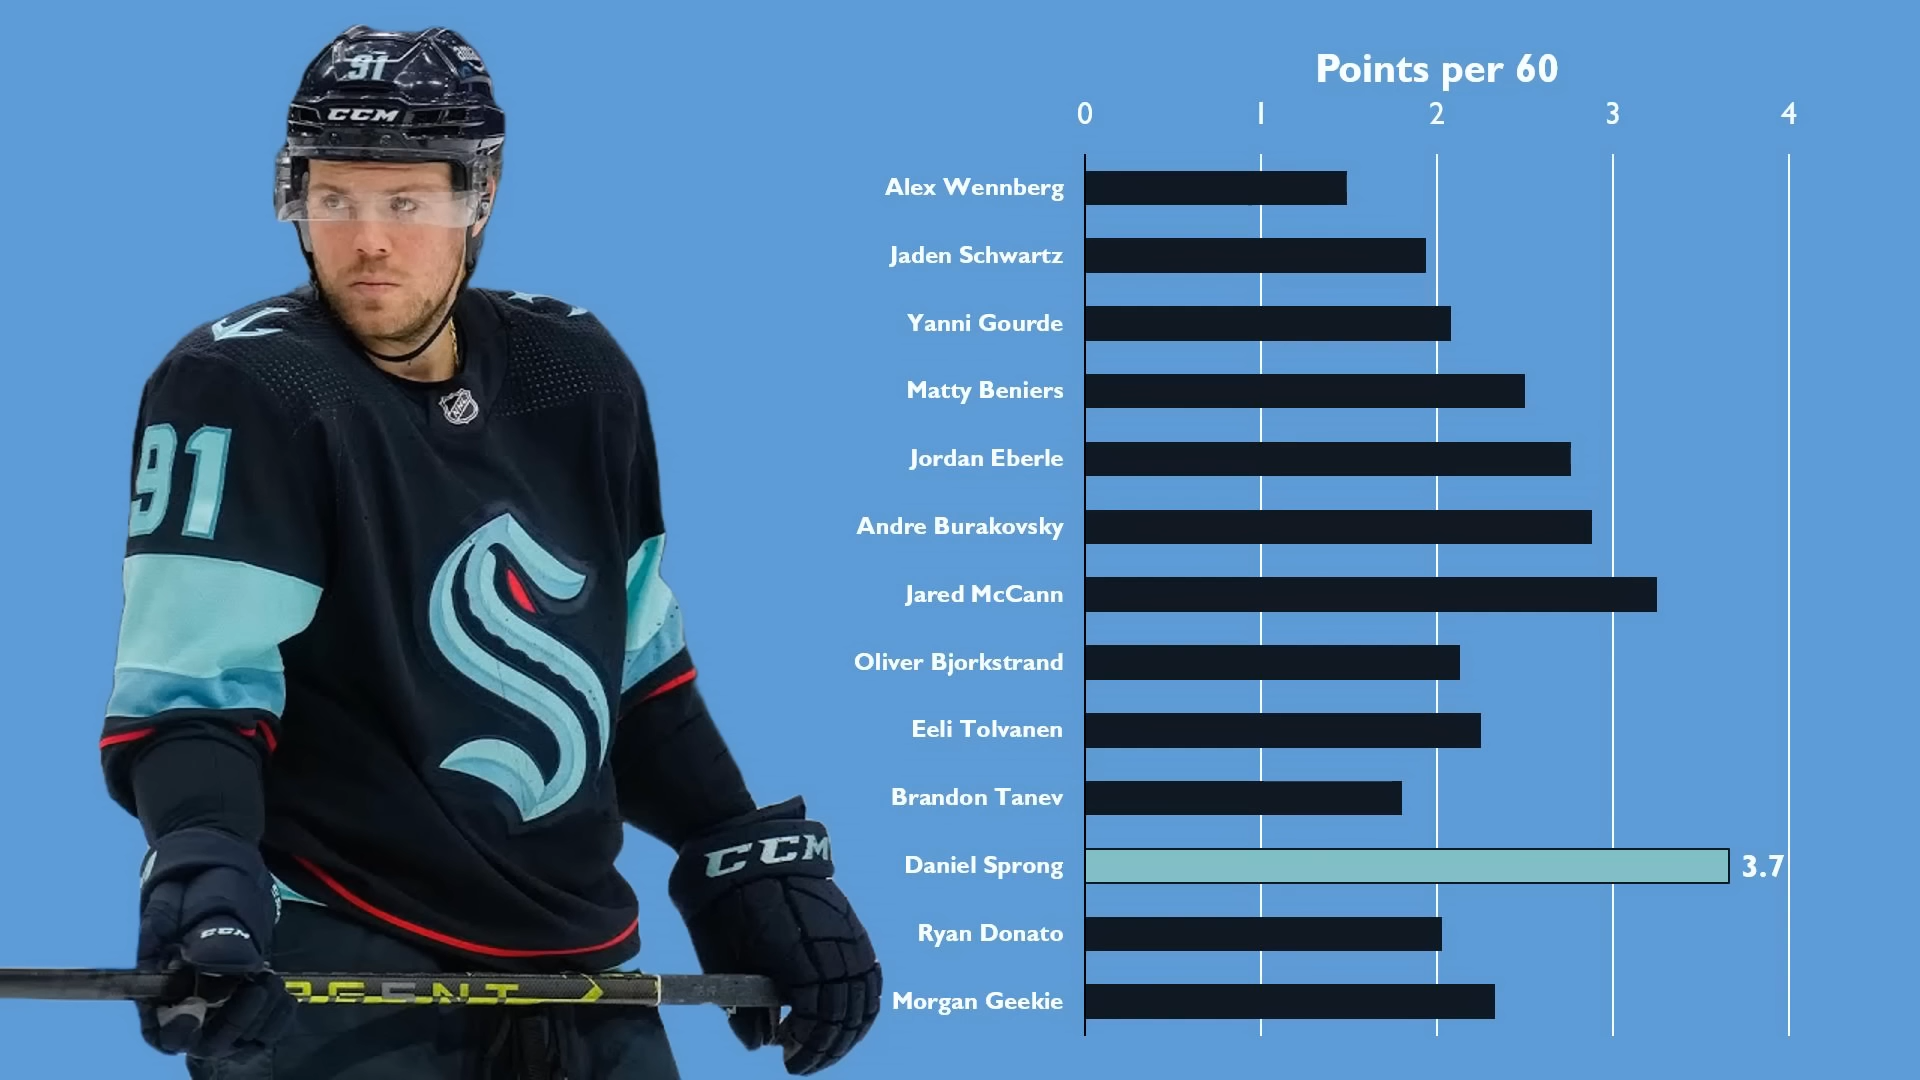 91
CCM
NHL
91
CCM
CCM
Points per 60
0 1 2 3 4
Alex Wennberg
Jaden Schwartz
Yanni Gourde
Matty Beniers
Jordan Eberle
Andre Burakovsky
Jared McCann
Oliver Bjorkstrand
Eeli Tolvanen
Brandon Tanev
Daniel Sprong 3.7
Ryan Donato
Morgan Geekie